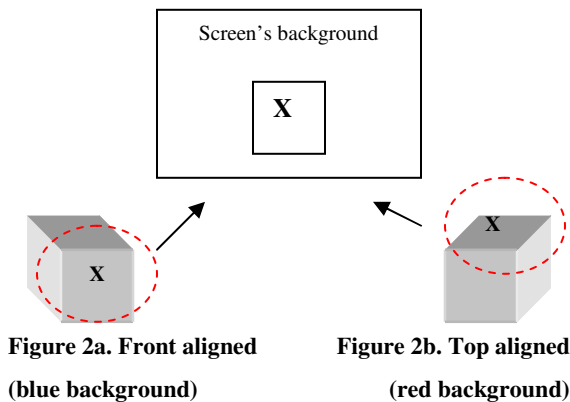 Screen's background
X
X
X
Figure 2a. Front aligned
(blue background)
Figure 2b. Top aligned
(red background)